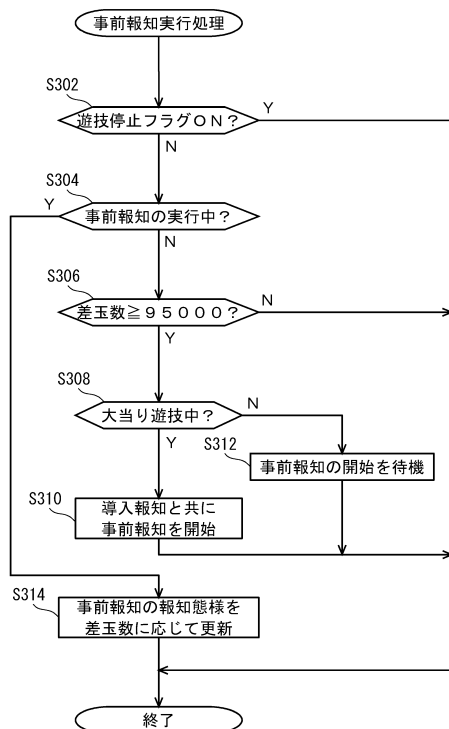 事前報知実行処理
S302
遊技停止フラグON？
Y
N
S304
Y
事前報知の実行中？
N
S306
差玉数≧95000？
N
Y
S308
大当り遊技中？
N
Y
S312
事前報知の開始を待機
S310
導入報知と共に
事前報知を開始
S314
事前報知の報知態様を
差玉数に応じて更新
終了